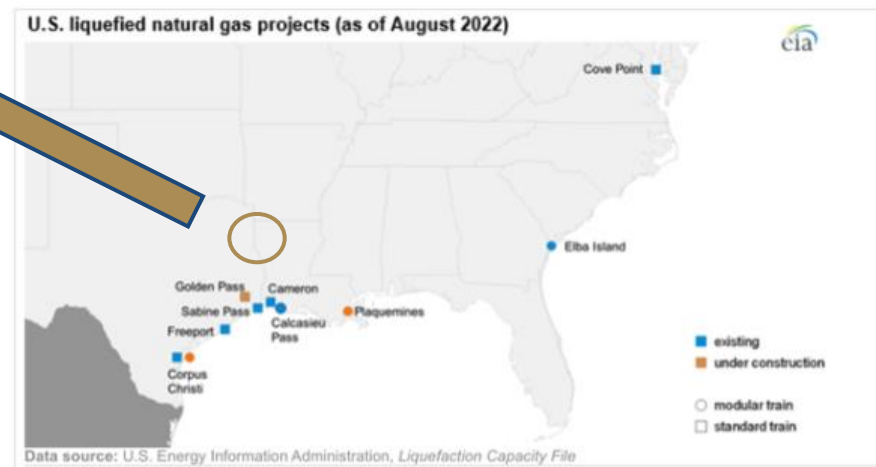 U.S. liquefied natural gas projects (as of August 2022)
eia
Cove Point
Elba Island
Golden Pass
Cameron
Sabine Pass
Plaquemines
Calcasieu
Pass
Freeport
Corpus
Christi
existing
under construction
modular train
standard train
Data source: U.S. Energy Information Administration, Liquefaction Capacity File